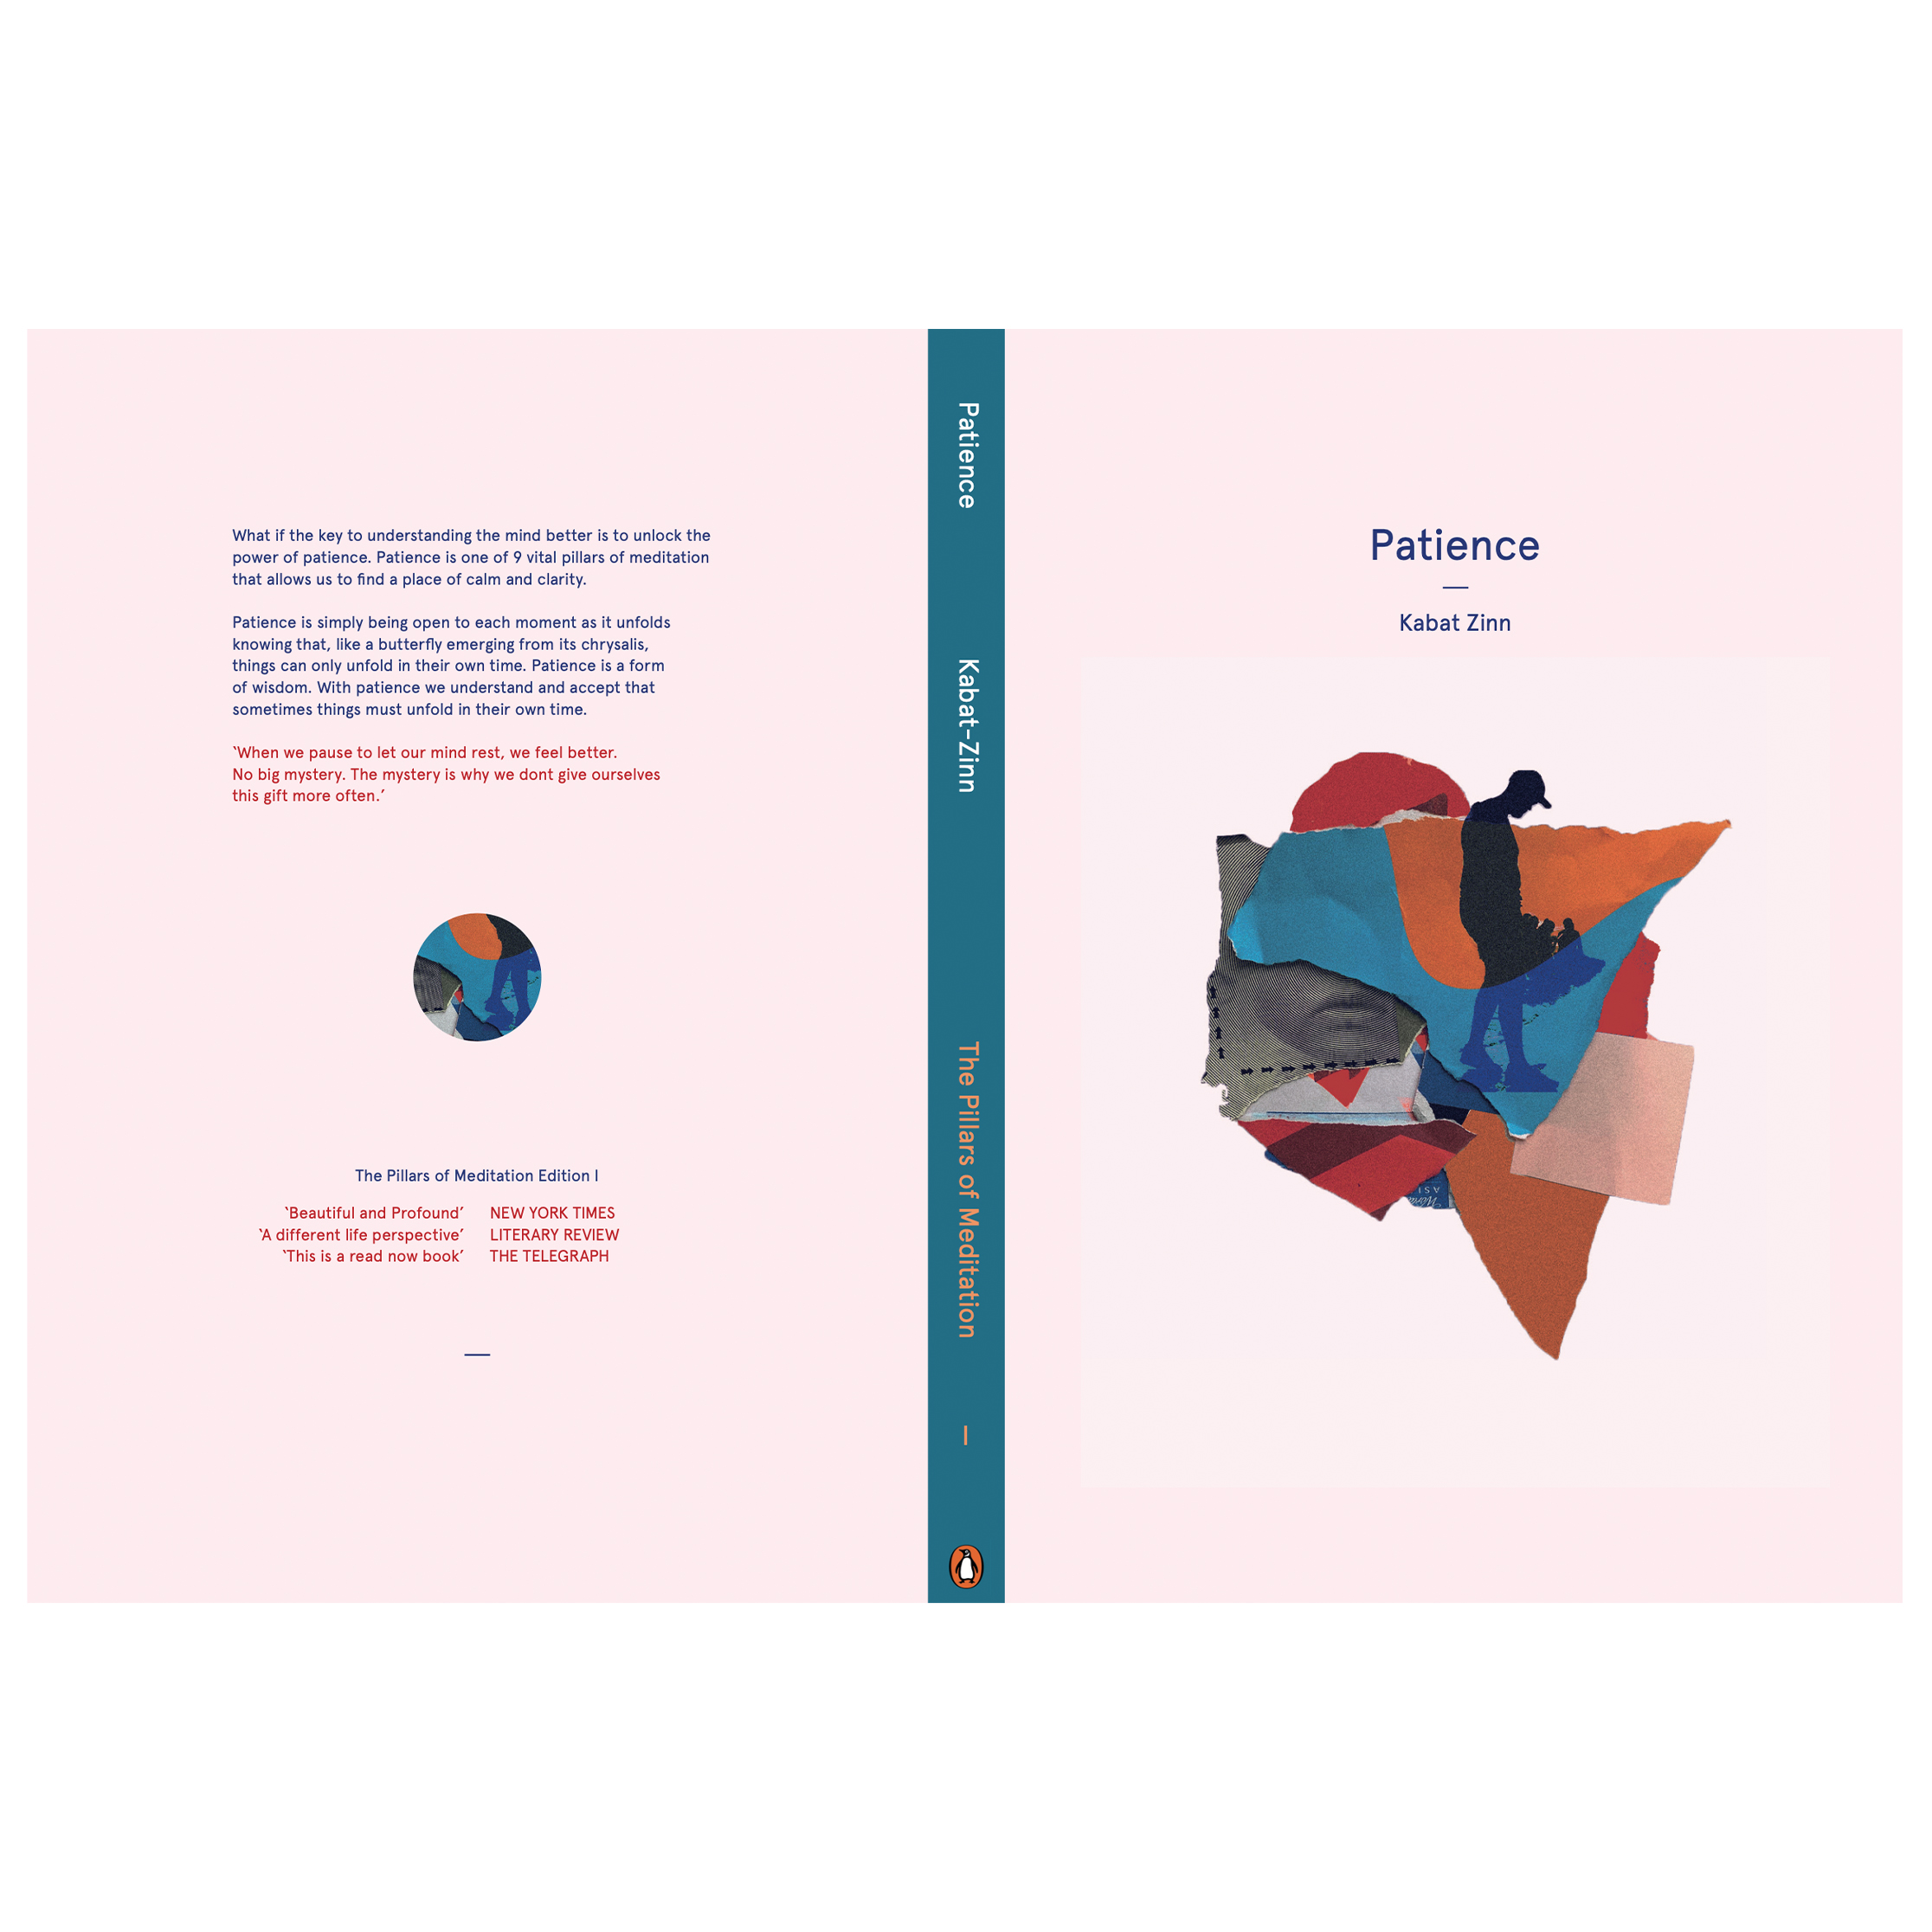 What if the key to understanding the mind better is to unlock the
power of patience. Patience is one of 9 vital pillars of meditation
that allows us to find a place of calm and clarity.
Patience is simply being open to each moment as it unfolds
knowing that, like a butterfly emerging from its chrysalis,
things can only unfold in their own time. Patience is a form
of wisdom. With patience we understand and accept that
sometimes things must unfold in their own time.
‘When we pause to let our mind rest, we feel better.
No big mystery. The mystery is why we dont give ourselves
this gift more often.’
The Pillars of Meditation Edition I
‘Beautiful and Profound’ NEW YORK TIMES
‘A different life perspective’ LITERARY REVIEW
‘This is a read now book’ THE TELEGRAPH
Patience
Kabat-Zinn
The Pillars of Meditation
Patience
Kabat Zinn